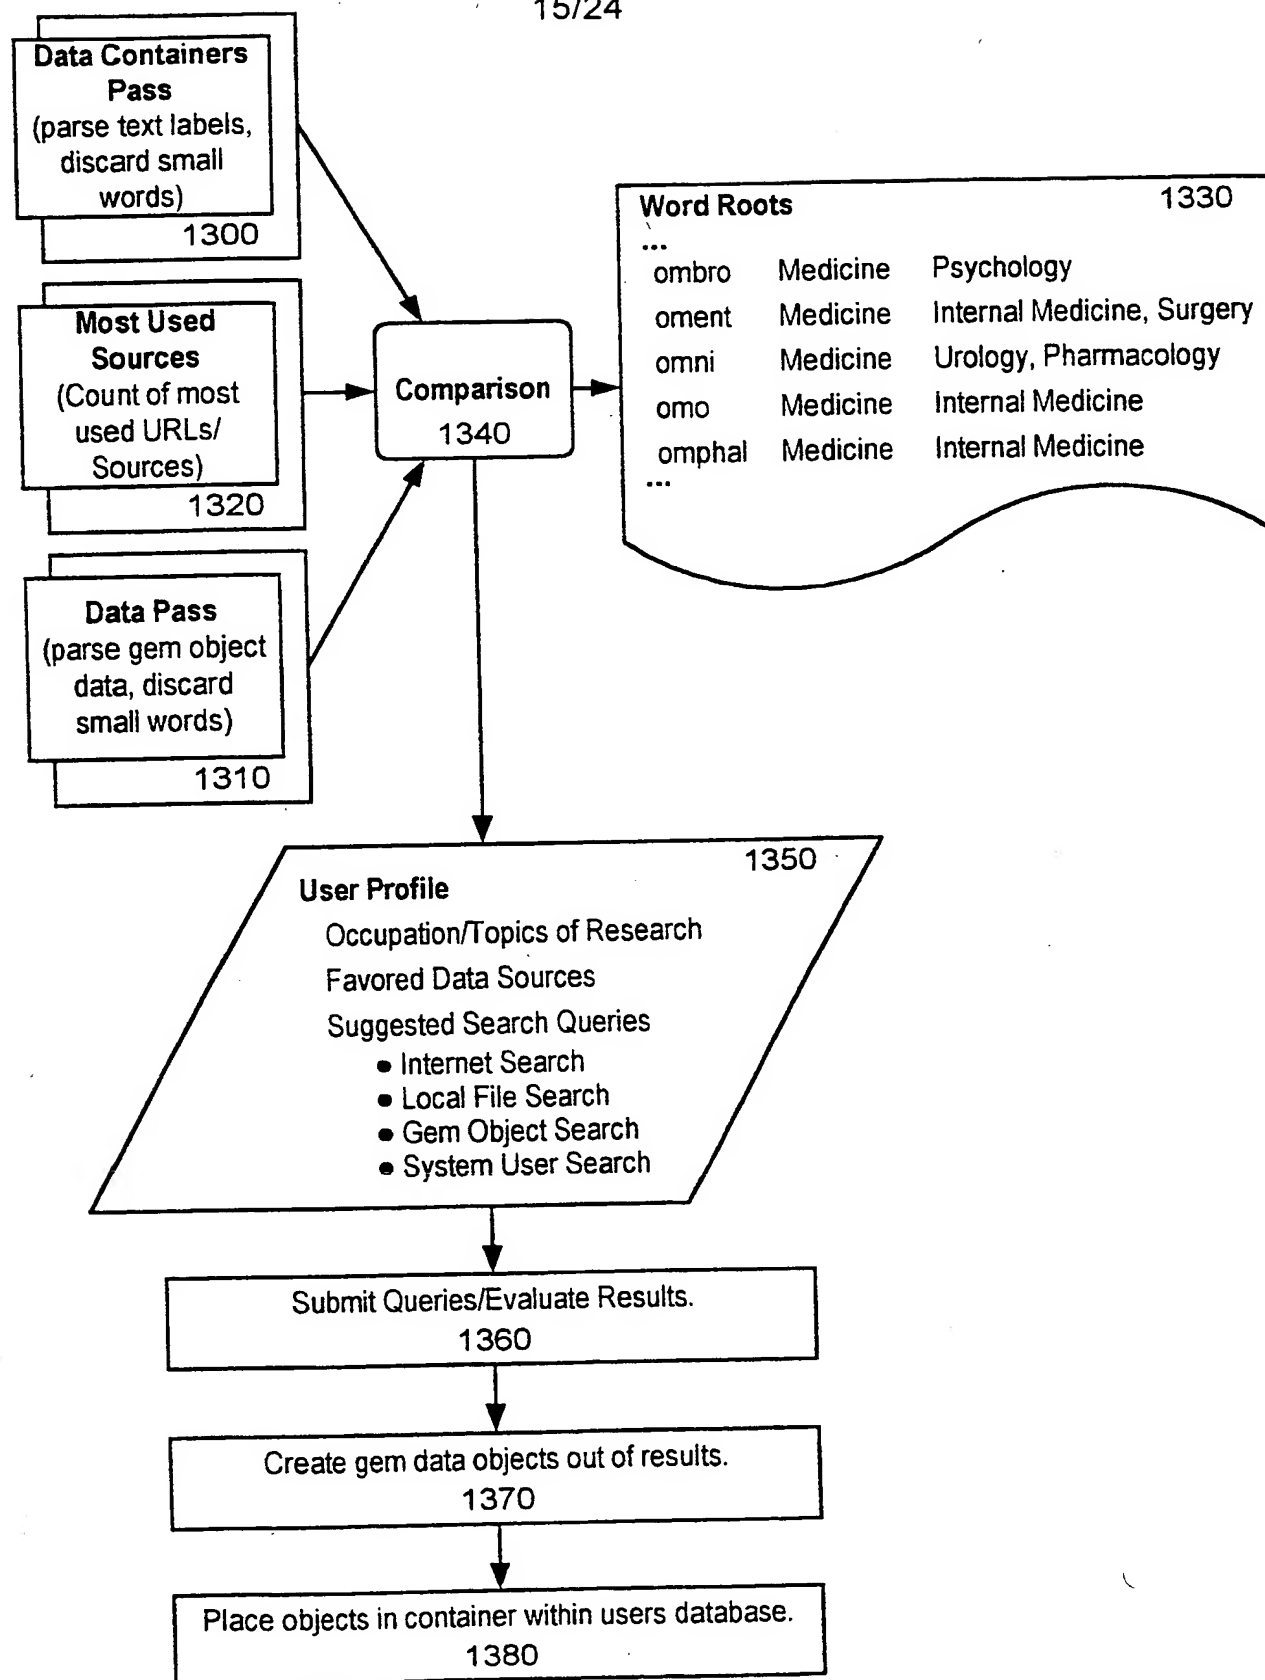 15/24
Data Containers
Pass
(parse text labels,
discard small
words)
1300
Most Used
Sources
(Count of most
used URLs/
Sources)
1320
Data Pass
(parse gem object
data, discard
small words)
1310
Comparison
1340
Word Roots 1330
...
ombro Medicine Psychology
oment Medicine Internal Medicine, Surgery
omni Medicine Urology, Pharmacology
omo Medicine Internal Medicine
omphal Medicine Internal Medicine
...
1350
User Profile
Occupation/Topics of Research
Favored Data Sources
Suggested Search Queries
• Internet Search
• Local File Search
• Gem Object Search
• System User Search
Submit Queries/Evaluate Results.
1360
Create gem data objects out of results.
1370
Place objects in container within users database.
1380